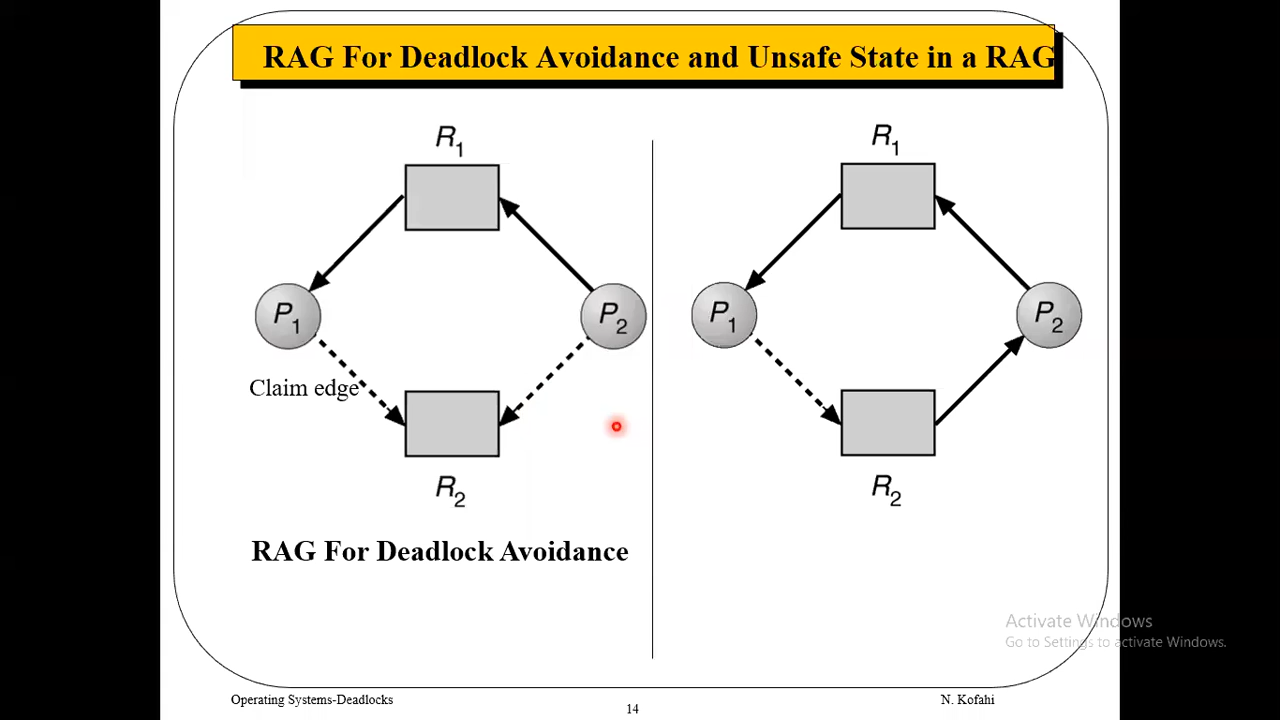 RAG For Deadlock Avoidance and Unsafe State in a RAG
R1
R1
P1
P2
P1
P2
Claim edge
R2
R2
RAG For Deadlock Avoidance
Activate Windows
Go to Settings to activate Windows.
Operating Systems-Deadlocks
14
N. Kofahi